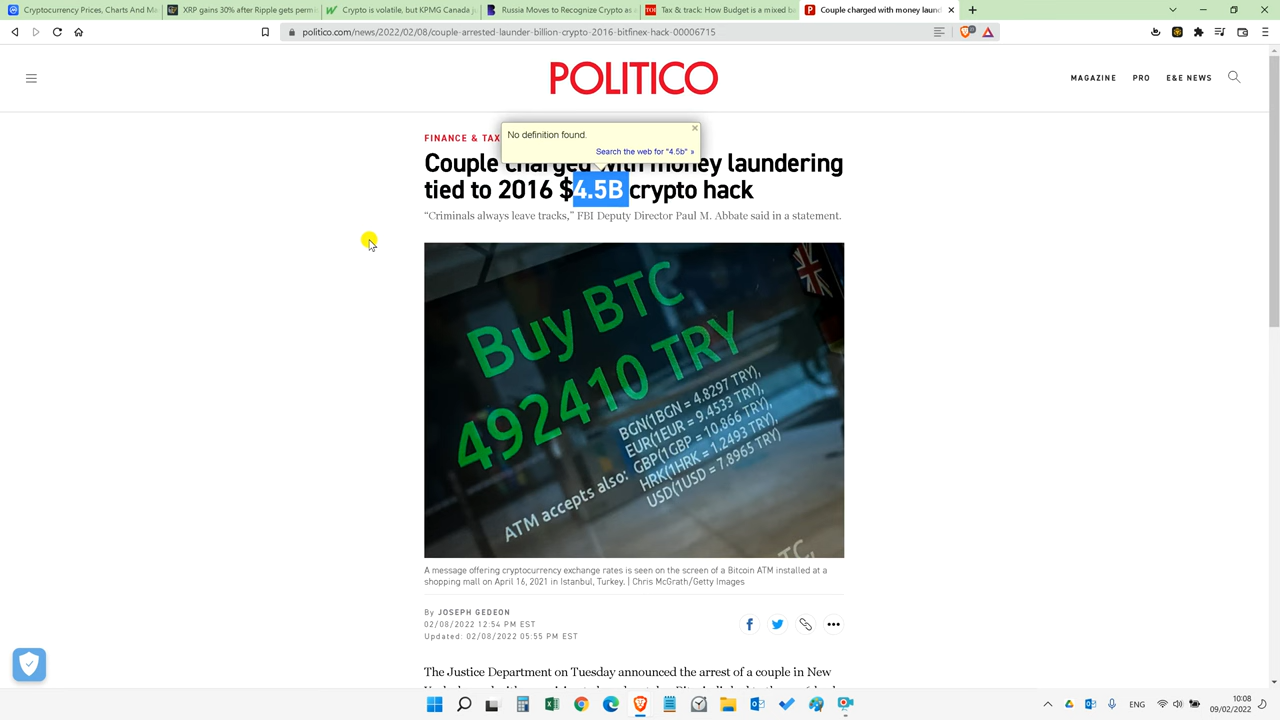 Cryptocurrency Prices, Charts And Ma
XRP gains 30% after Ripple gets perm
Crypto is volatile, but KPMG Canada j
Russia Moves to Recognize Crypto as
Tax & track: How Budget is a mixed b
Couple charged with money laund
politico.com/news/2022/02/08/couple-arrested-launder-billion-crypto-2016-bitfinex-hack-00006715
POLITICO
MAGAZINE PRO E&E NEWS
FINANCE & TAX
No definition found.
Search the web for "4.5b" »
Couple charged with money laundering
tied to 2016 $4.5B crypto hack
“Criminals always leave tracks,” FBI Deputy Director Paul M. Abbate said in a statement.
Buy BTC
492410 TRY
BGN(1BGN = 4.8297 TRY),
EUR(1EUR = 9.4533 TRY),
GBP(1GBP = 10.866 TRY),
HRK(1HRK = 1.2493 TRY),
USD(1USD = 7.8965 TRY)
ATM accepts also:
BTC,
A message offering cryptocurrency exchange rates is seen on the screen of a Bitcoin ATM installed at a
shopping mall on April 16, 2021 in Istanbul, Turkey. | Chris McGrath/Getty Images
By JOSEPH GEDEON
02/08/2022 12:54 PM EST
Updated: 02/08/2022 05:55 PM EST
The Justice Department on Tuesday announced the arrest of a couple in New
ENG
10:08
09/02/2022